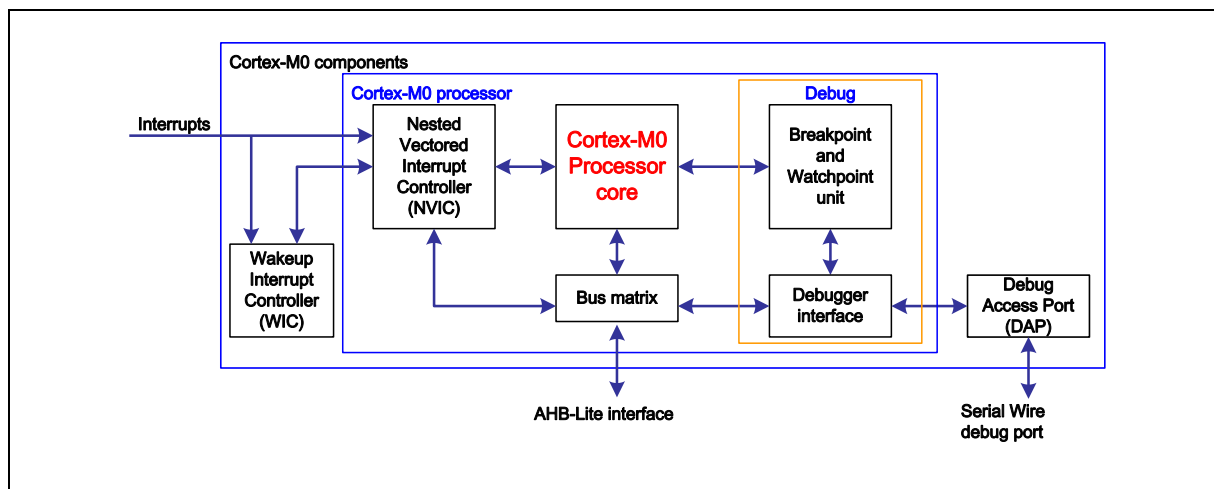 Cortex-M0 components
Cortex-M0 processor
Debug
Interrupts
Nested
Vectored
Interrupt
Controller
(NVIC)
Cortex-M0
Processor
core
Breakpoint
and
Watchpoint
unit
Wakeup
Interrupt
Controller
(WIC)
Bus matrix
Debugger
interface
Debug
Access Port
(DAP)
AHB-Lite interface
Serial Wire
debug port